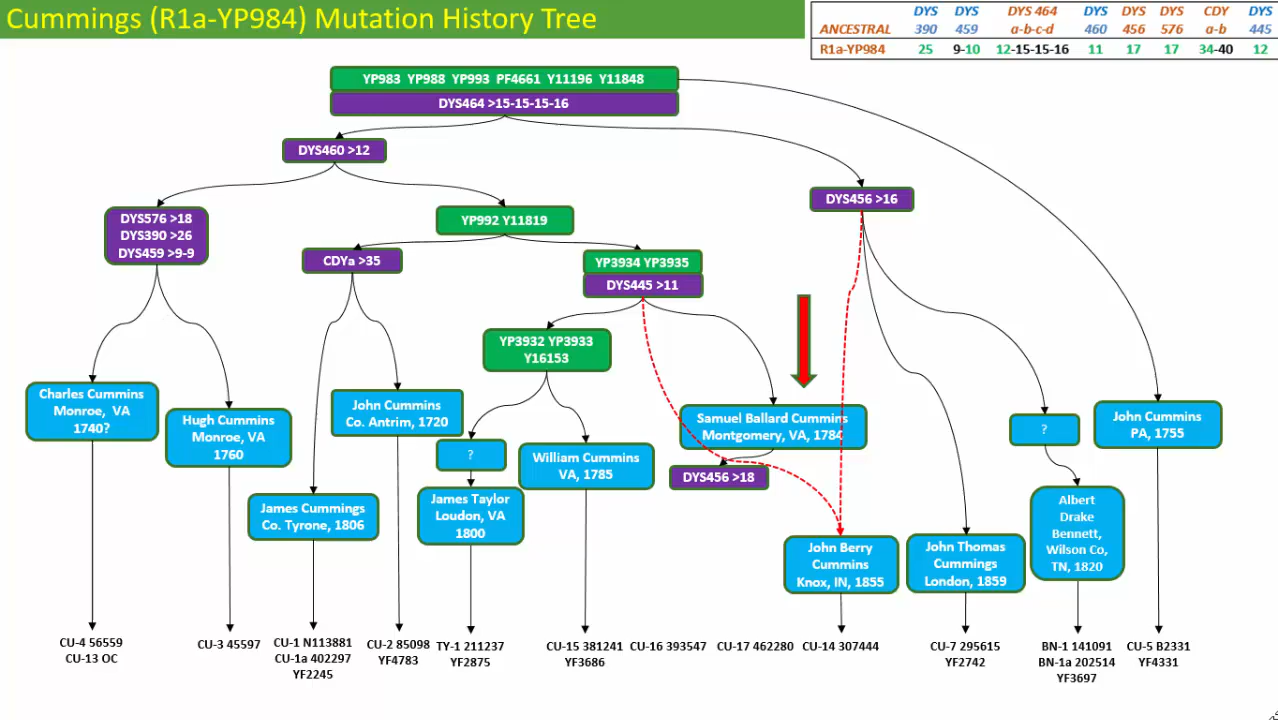 Cummings (R1a-YP984) Mutation History Tree
DYS DYS DYS 464 DYS DYS DYS CDY DYS
ANCESTRAL 390 459 a-b-c-d 460 456 576 a-b 445
R1a-YP984 25 9-10 12-15-15-16 11 17 17 34-40 12
YP983 YP988 YP993 PF4661 Y11196 Y11848
DYS464 >15-15-15-16
DYS460 >12
DYS456 >16
DYS576 >18
DYS390 >26
DYS459 >9-9
YP992 Y11819
CDYa >35
YP3934 YP3935
DYS445 >11
YP3932 YP3933
Y16153
Charles Cummins
Monroe, VA
1740?
Hugh Cummins
Monroe, VA
1760
John Cummins
Co. Antrim, 1720
?
William Cummins
VA, 1785
Samuel Ballard Cummins
Montgomery, VA, 1784
DYS456 >18
?
John Cummins
PA, 1755
James Cummings
Co. Tyrone, 1806
James Taylor
Loudon, VA
1800
John Berry
Cummins
Knox, IN, 1855
John Thomas
Cummings
London, 1859
Albert
Drake
Bennett,
Wilson Co,
TN, 1820
CU-4 56559
CU-13 OC
CU-3 45597
CU-1 N113881
CU-1a 402297
YF2245
CU-2 85098
YF4783
TY-1 211237
YF2875
CU-15 381241
YF3686
CU-16 393547
CU-17 462280
CU-14 307444
CU-7 295615
YF2742
BN-1 141091
BN-1a 202514
YF3697
CU-5 B2331
YF4331